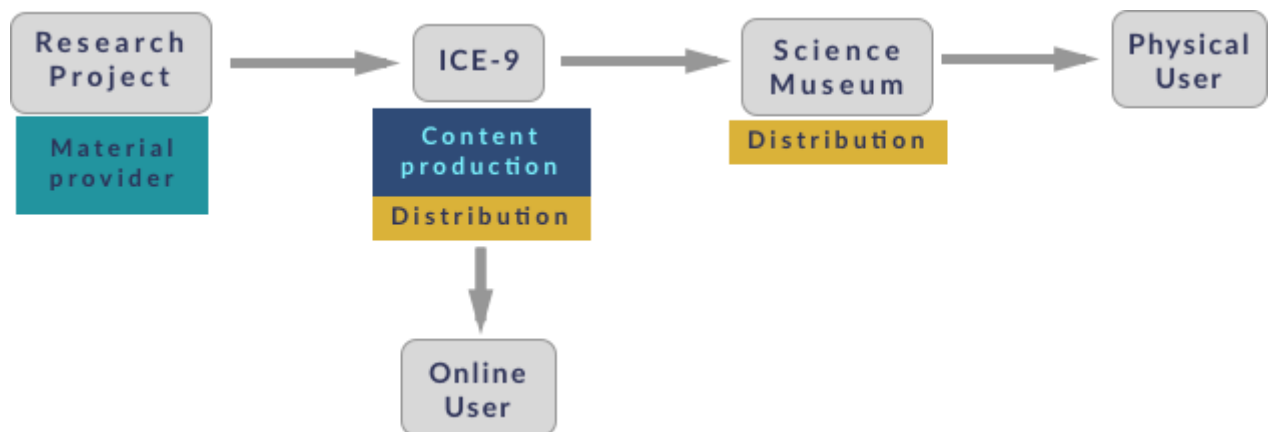 Research
Project
Material
provider
ICE-9
Content
production
Distribution
Online
User
Science
Museum
Distribution
Physical
User